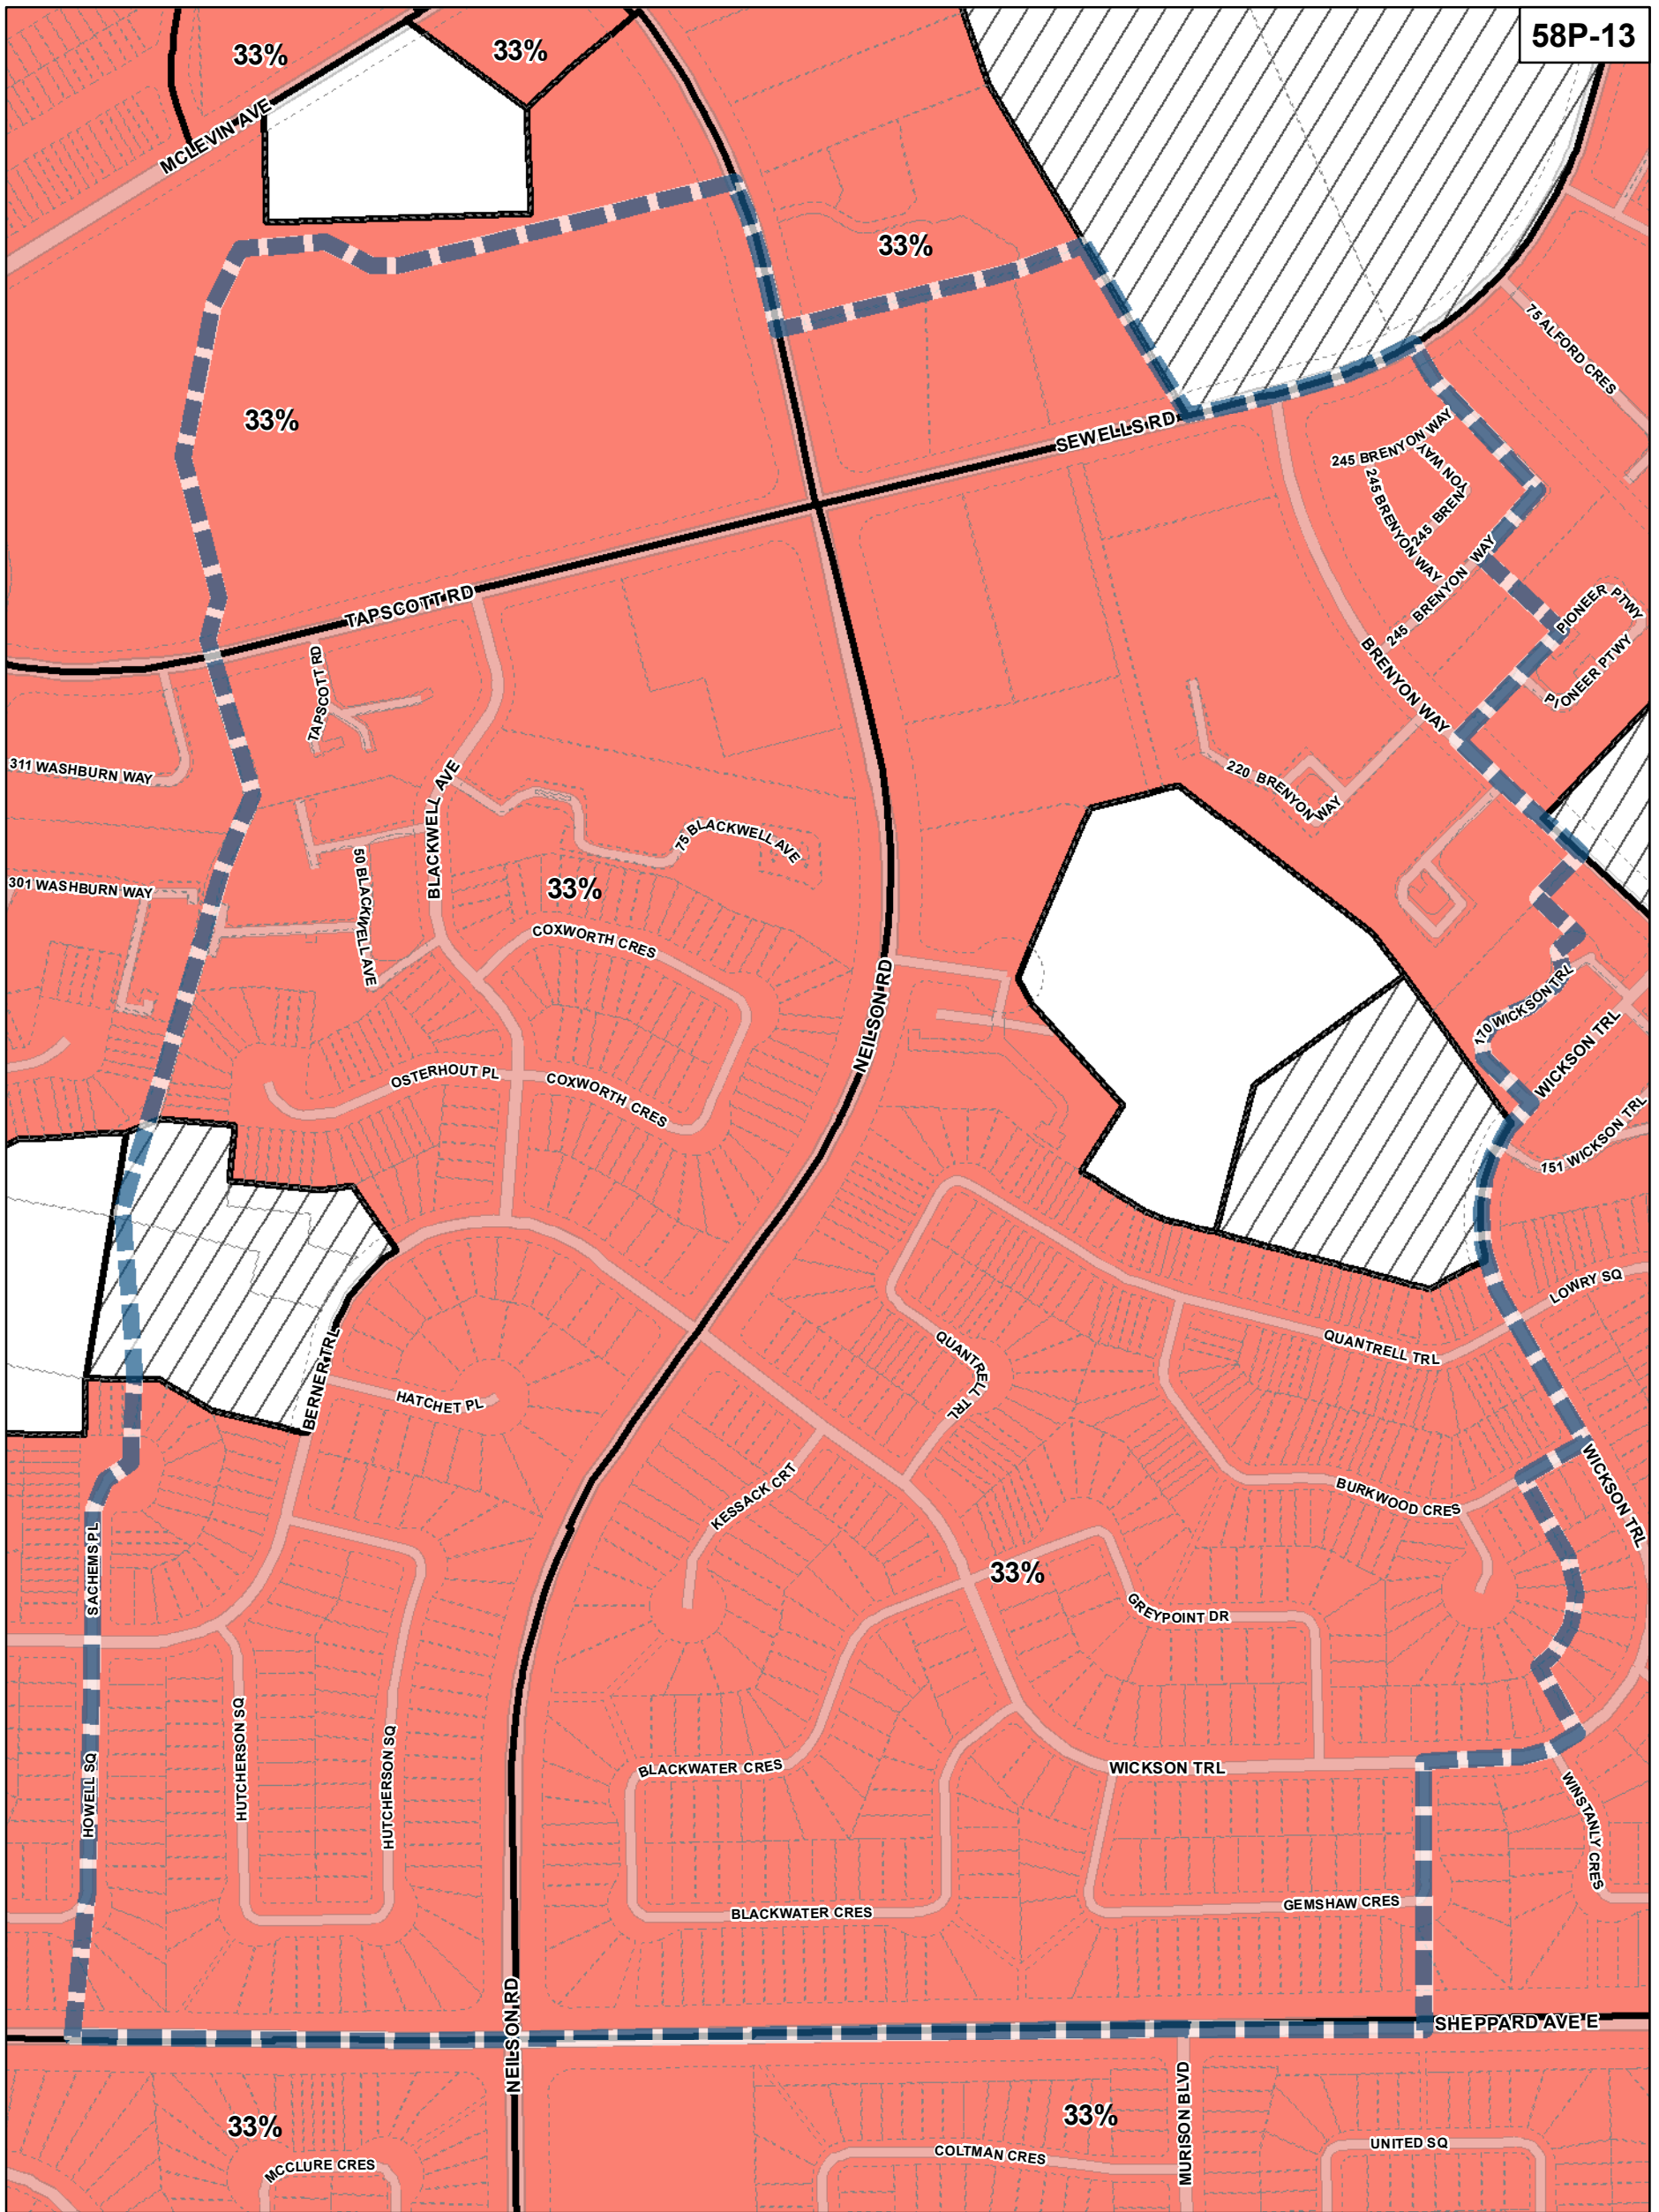 58P-13
33%
33%
MCLEVIN AVE
33%
75 ALFORD CRES
33%
SEWELLS RD
245 BRENYON WAY
245 BRENYON WAY
245 BRENYON WAY
245 BRENYON WAY
TAPSCOTT RD
PIONEER PTWY
PIONEER PTWY
BRENYON WAY
TAPSCOTT RD
311 WASHBURN WAY
220 BRENYON WAY
BLACKWELL AVE
75 BLACKWELL AVE
50 BLACKWELL AVE
301 WASHBURN WAY
33%
COXWORTH CRES
NEILSON RD
170 WICKSON TRL
WICKSON TRL
OSTERHOUT PL
COXWORTH CRES
151 WICKSON TRL
LOWRY SQ
BERNER TRL
QUANTRELL TRL
QUANTRELL TRL
HATCHET PL
WICKSON TRL
KESSACK CRT
BURKWOOD CRES
SACHEMS PL
33%
GREYPOINT DR
HUTCHERSON SQ
HUTCHERSON SQ
HOWELL SQ
BLACKWATER CRES
WICKSON TRL
WINSTANLY CRES
GEMSHAW CRES
BLACKWATER CRES
NEILSON RD
SHEPPARD AVE E
33%
33%
MURISON BLVD
COLTMAN CRES
UNITED SQ
MCCLURE CRES